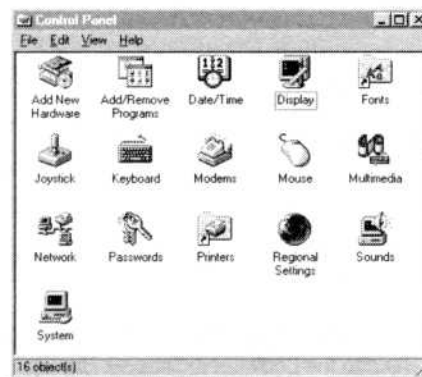 Control Panel
File Edit View Help
Add New Hardware
Add/Remove Programs
Date/Time
Display
Fonts
Joystick
Keyboard
Modems
Mouse
Multimedia
Network
Passwords
Printers
Regional Settings
Sounds
System
16 object(s)